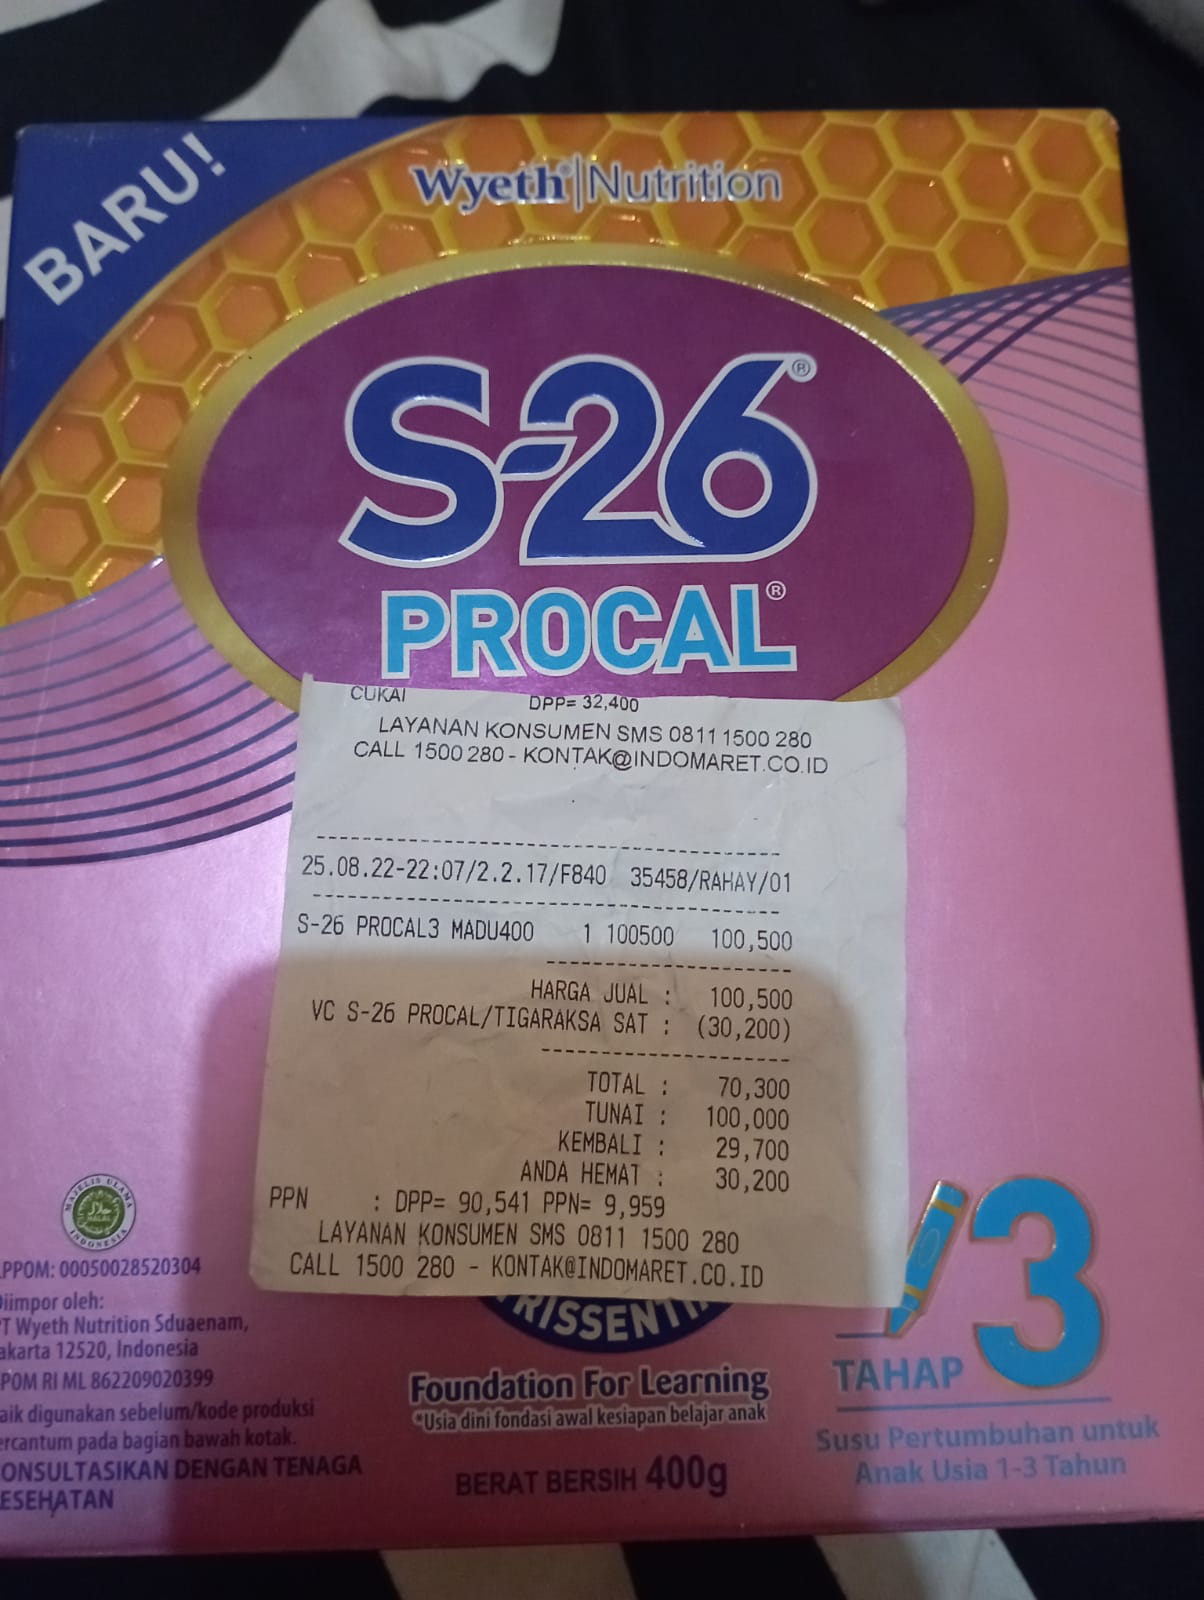 BARU!
Wyeth® | Nutrition
S-26®
PROCAL®
CUKAI DPP= 32,400
LAYANAN KONSUMEN SMS 0811 1500 280
CALL 1500 280 - KONTAK@INDOMARET.CO.ID
25.08.22-22:07/2.2.17/F840 35458/RAHAY/01
S-26 PROCAL3 MADU400 1 100500 100,500
HARGA JUAL : 100,500
VC S-26 PROCAL/TIGARAKSA SAT : (30,200)
TOTAL : 70,300
TUNAI : 100,000
KEMBALI : 29,700
ANDA HEMAT : 30,200
PPN : DPP= 90,541 PPN= 9,959
LAYANAN KONSUMEN SMS 0811 1500 280
CALL 1500 280 - KONTAK@INDOMARET.CO.ID
MAJELIS ULAMA
حلال
HALAL
INDONESIA
PPOM: 00050028520304
iimpor oleh:
T Wyeth Nutrition Sduaenam,
akarta 12520, Indonesia
POM RI ML 862209020399
aik digunakan sebelum/kode produksi
ercantum pada bagian bawah kotak.
ONSULTASIKAN DENGAN TENAGA
ESEHATAN
RISSENTI
Foundation For Learning
*Usia dini fondasi awal kesiapan belajar anak
BERAT BERSIH 400g
TAHAP 3
Susu Pertumbuhan untuk
Anak Usia 1-3 Tahun